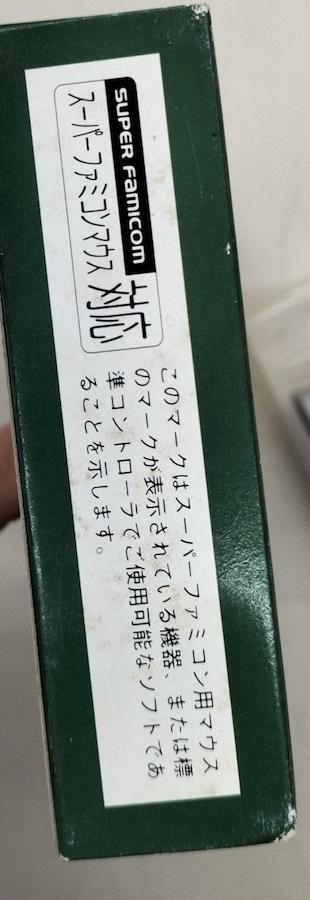 SUPER FAMICOM
スーパーファミコンマウス対応
このマークはスーパーファミコン用マウス
のマークが表示されている機器、または標
準コントローラでご使用可能なソフトであ
ることを示します。